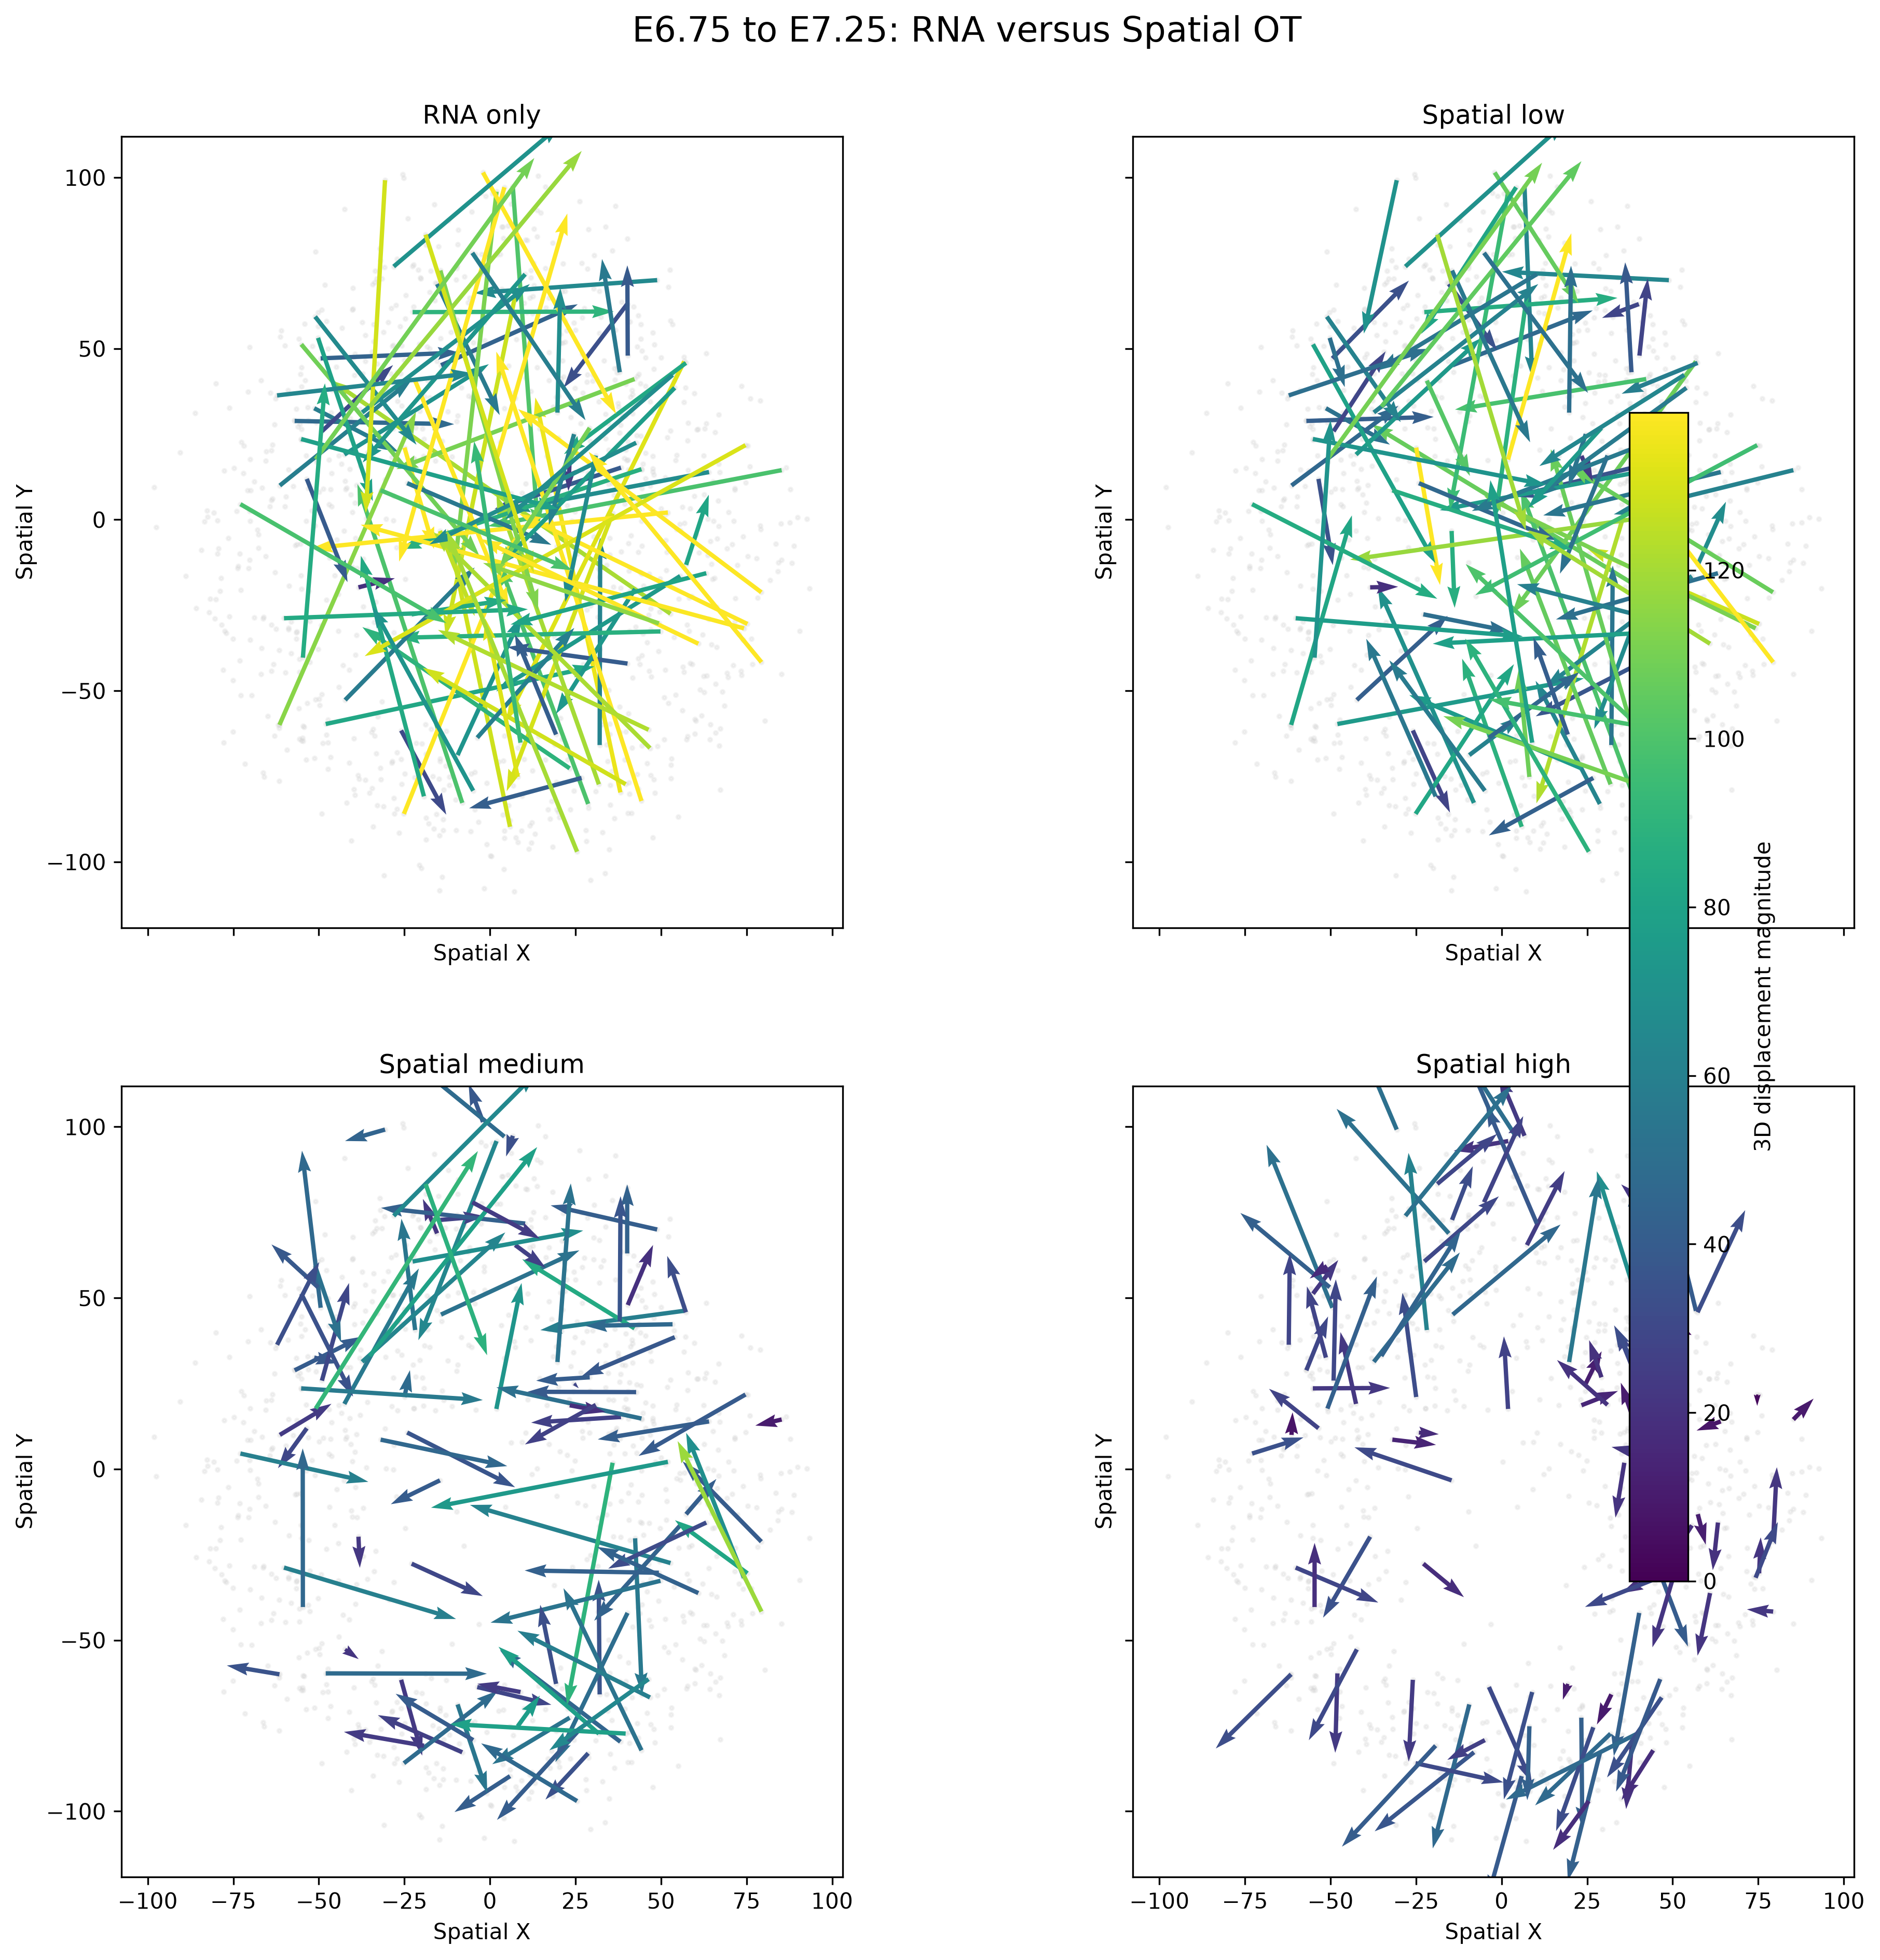 E6.75 to E7.25: RNA versus Spatial OT
RNA only
Spatial low
100
50
0
−50
−100
Spatial Y
Spatial X
Spatial Y
Spatial X
120
100
80
60
40
20
0
3D displacement magnitude
Spatial medium
Spatial high
100
50
0
−50
−100
Spatial Y
−100 −75 −50 −25 0 25 50 75 100
Spatial X
Spatial Y
−100 −75 −50 −25 0 25 50 75 100
Spatial X